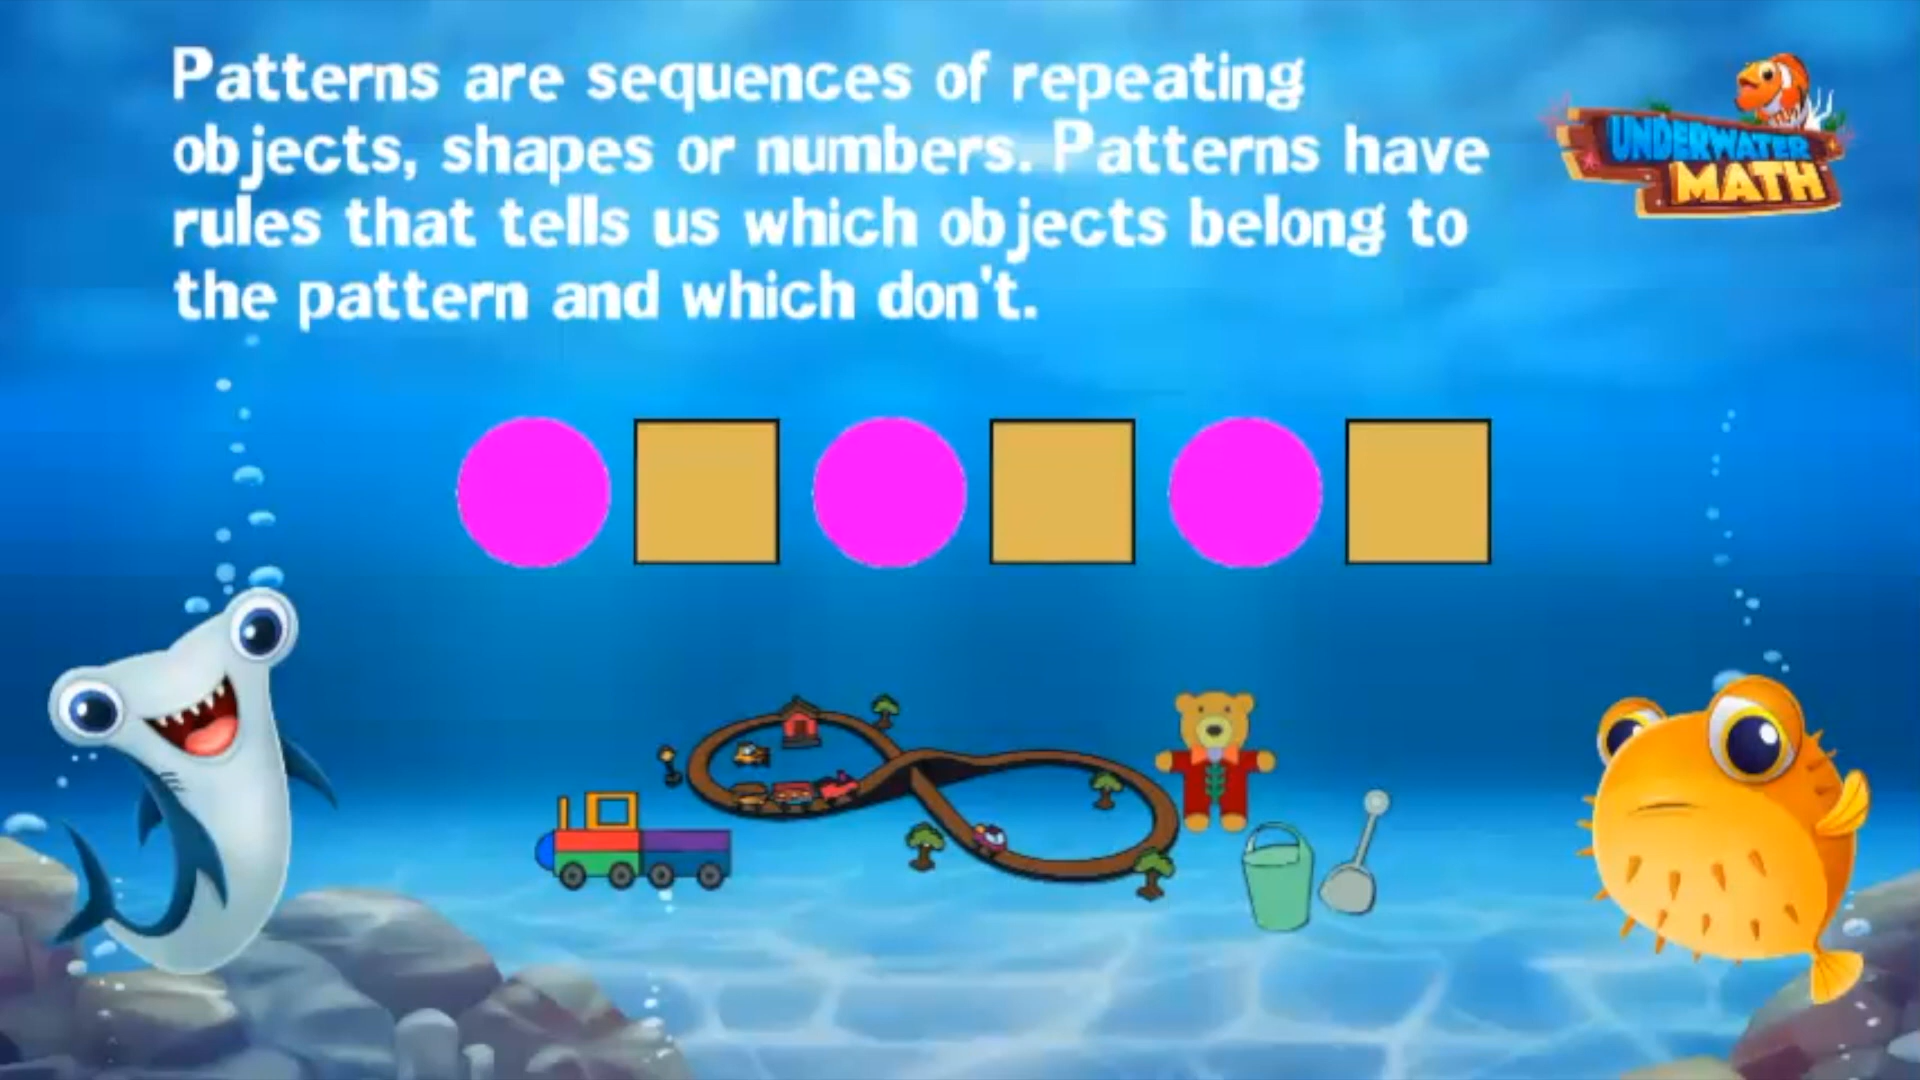 Patterns are sequences of repeating
objects, shapes or numbers. Patterns have
rules that tells us which objects belong to
the pattern and which don't.
UNDERWATER
MATH